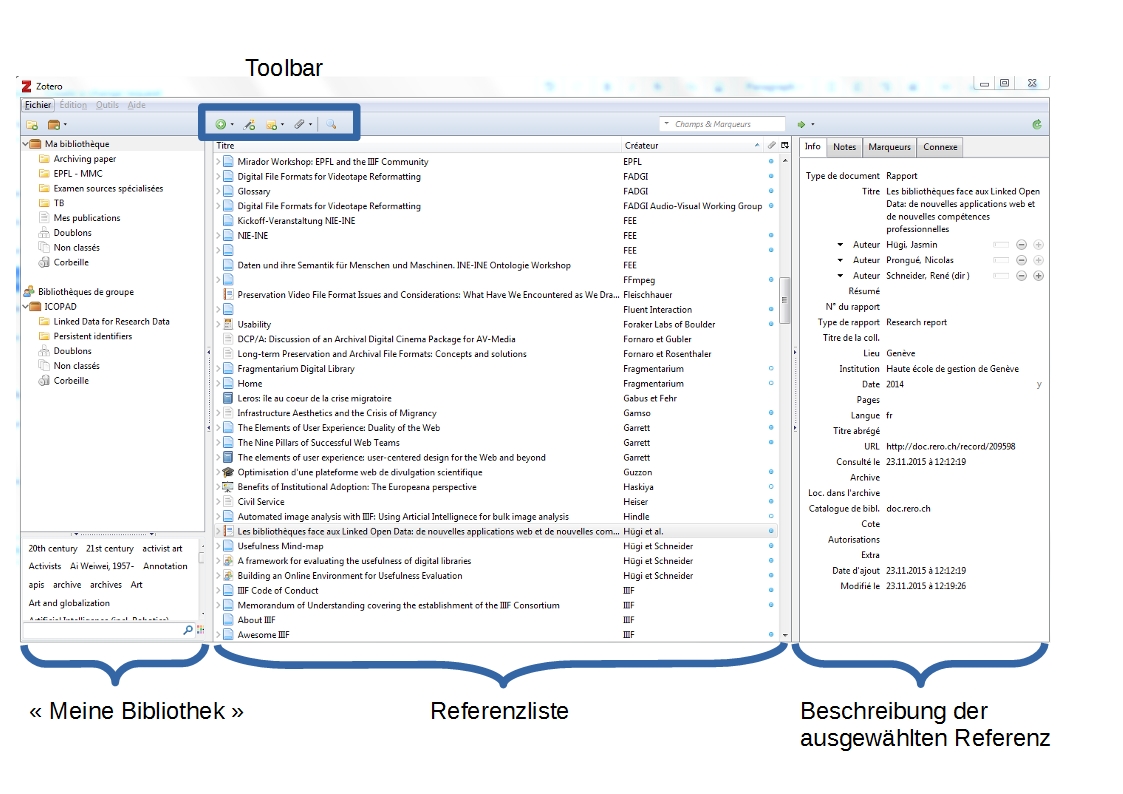 Toolbar
Zotero
Fichier Édition Outils Aide
Champs & Marqueurs
Ma bibliothèque
Archiving paper
EPFL - MMC
Examen sources spécialisées
TB
Mes publications
Doublons
Non classés
Corbeille
Bibliothèques de groupe
ICOPAD
Linked Data for Research Data
Persistent identifiers
Doublons
Non classés
Corbeille
20th century 21st century activist art
Activists Ai Weiwei, 1957- Annotation
apis archive archives Art
Art and globalization
Artificial Intelligence (incl. Robotics)
Titre Créateur
Mirador Workshop: EPFL and the IIIF Community EPFL
Digital File Formats for Videotape Reformatting FADGI
Glossary FADGI
Digital File Formats for Videotape Reformatting FADGI Audio-Visual Working Group
Kickoff-Veranstaltung NIE-INE FEE
NIE-INE FEE
FEE
Daten und ihre Semantik für Menschen und Maschinen. INE-INE Ontologie Workshop FEE
FFmpeg
Preservation Video File Format Issues and Considerations: What Have We Encountered as We Dra... Fleischhauer
Fluent Interaction
Usability Foraker Labs of Boulder
DCP/A: Discussion of an Archival Digital Cinema Package for AV-Media Fornaro et Gubler
Long-term Preservation and Archival File Formats: Concepts and solutions Fornaro et Rosenthaler
Fragmentarium Digital Library Fragmentarium
Home Fragmentarium
Leros: île au coeur de la crise migratoire Gabus et Fehr
Infrastructure Aesthetics and the Crisis of Migrancy Gamso
The Elements of User Experience: Duality of the Web Garrett
The Nine Pillars of Successful Web Teams Garrett
The elements of user experience: user-centered design for the Web and beyond Garrett
Optimisation d'une plateforme web de divulgation scientifique Guzzon
Benefits of Institutional Adoption: The Europeana perspective Haskiya
Civil Service Heiser
Automated image analysis with IIIF: Using Articial Intellignece for bulk image analysis Hindle
Les bibliothèques face aux Linked Open Data: de nouvelles applications web et de nouvelles com... Hügi et al.
Usefulness Mind-map Hügi et Schneider
A framework for evaluating the usefulness of digital libraries Hügi et Schneider
Building an Online Environment for Usefulness Evaluation Hügi et Schneider
IIIF Code of Conduct IIIF
Memorandum of Understanding covering the establishment of the IIIF Consortium IIIF
About IIIF IIIF
Awesome IIIF IIIF
Info Notes Marqueurs Connexe
Type de document Rapport
Titre Les bibliothèques face aux Linked Open
Data: de nouvelles applications web et
de nouvelles compétences
professionnelles
Auteur Hügi, Jasmin
Auteur Prongué, Nicolas
Auteur Schneider, René (dir)
Résumé
N° du rapport
Type de rapport Research report
Titre de la coll.
Lieu Genève
Institution Haute école de gestion de Genève
Date 2014 y
Pages
Langue fr
Titre abrégé
URL http://doc.rero.ch/record/209598
Consulté le 23.11.2015 à 12:12:19
Archive
Loc. dans l'archive
Catalogue de bibl. doc.rero.ch
Cote
Autorisations
Extra
Date d'ajout 23.11.2015 à 12:12:19
Modifié le 23.11.2015 à 12:19:26
« Meine Bibliothek »
Referenzliste
Beschreibung der
ausgewählten Referenz